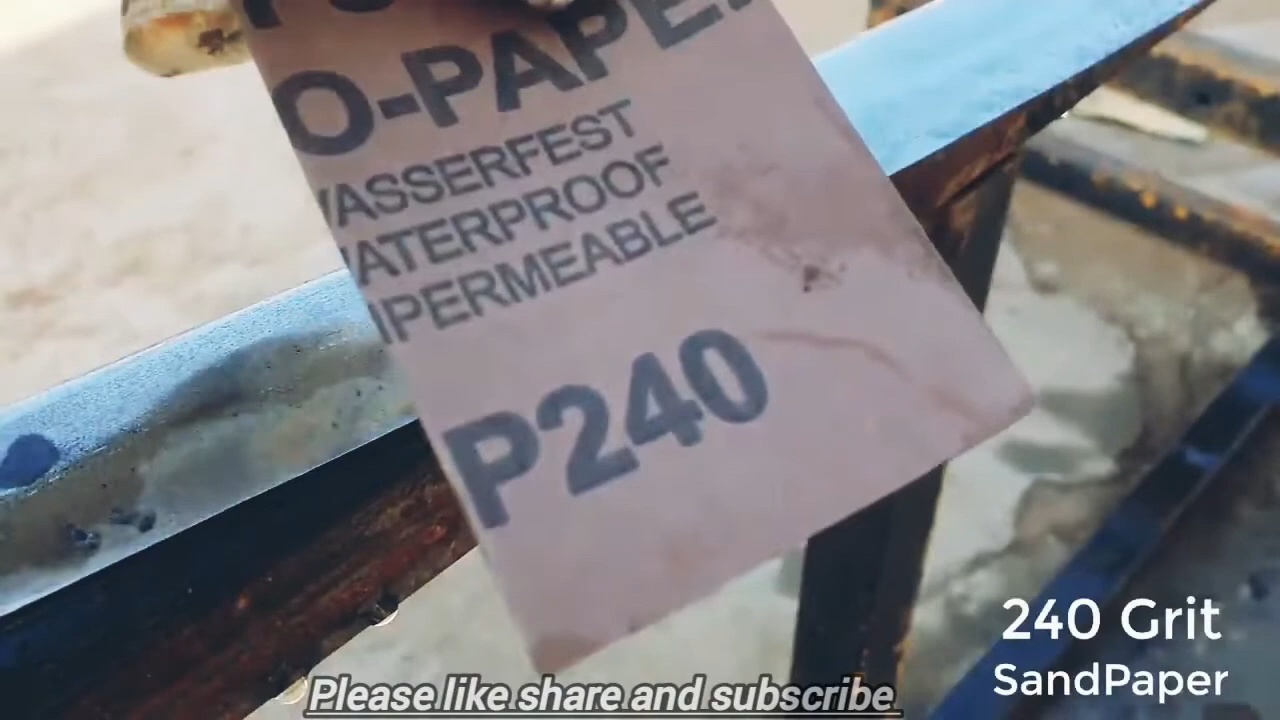 O-PAPE
WASSERFEST
WATERPROOF
IPERMEABLE
P240
240 Grit
SandPaper
Please like share and subscribe